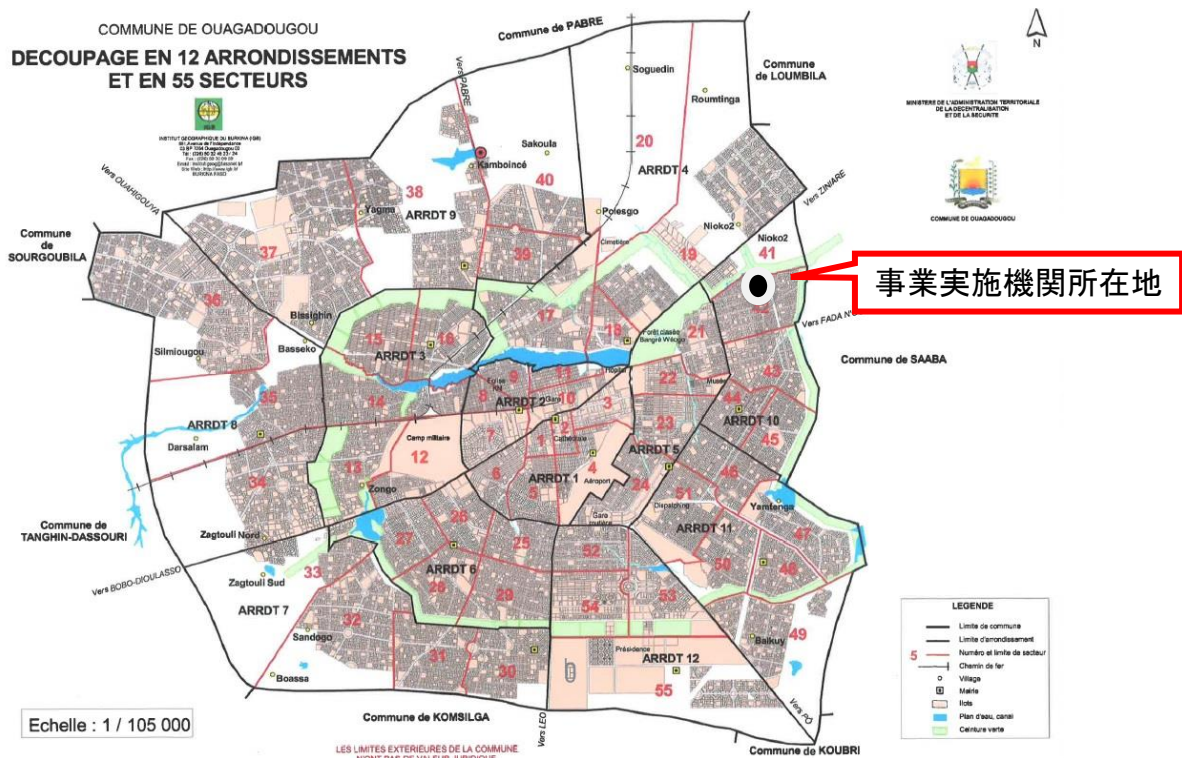 COMMUNE DE OUAGADOUGOU
DECOUPAGE EN 12 ARRONDISSEMENTS
ET EN 55 SECTEURS
INSTITUT GEOGRAPHIQUE DU BURKINA (IGB)
BURKINA FASO
N
MINISTERE DE L'ADMINISTRATION TERRITORIALE
DE LA DECENTRALISATION
ET DE LA SECURITE
COMMUNE DE OUAGADOUGOU
Commune de PABRE
Commune
de LOUMBILA
Vers PABRE
Soguedin
Roumtinga
20
ARRDT 4
Sakoula
Kamboincé
40
38
ARRDT 9
Yagma
Polesgo
Vers OUAHIGOUYA
Vers ZINIARE
Nioko2
Nioko2
41
Commune
de
SOURGOUBILA
37
39
Cimetière
19
事業実施機関所在地
36
Bissighin
Basseko
Silmiougou
15
16
ARRDT 3
17
18
Forêt classée
Bangré Wéogo
21
42
Commune de SAABA
35
14
8
9
11
ARRDT 2
Gare
10
3
22
Musée
43
44
ARRDT 10
45
ARRDT 8
Darsalam
Camp militaire
12
7
1
2
Cathédrale
23
ARRDT 5
34
13
Zongo
6
5
ARRDT 1
4
Aéroport
24
46
51
Yamtenga
Commune de
TANGHIN-DASSOURI
Zagtouli Nord
27
26
25
Gare
routière
52
ARRDT 11
47
Vers BOBO-DIOULASSO
Zagtouli Sud
33
ARRDT 6
28
29
50
48
ARRDT 7
32
Sandogo
54
53
Balkuy
49
31
30
Présidence
ARRDT 12
55
Boassa
Vers LEO
Vers PÔ
Echelle : 1 / 105 000
Commune de KOMSILGA
Commune de KOUBRI
LES LIMITES EXTERIEURES DE LA COMMUNE
LEGENDE
Limite de commune
Limite d'arrondissement
5 Numéro et limite de secteur
Chemin de fer
Village
Mairie
Ilots
Plan d'eau, canal
Ceinture verte